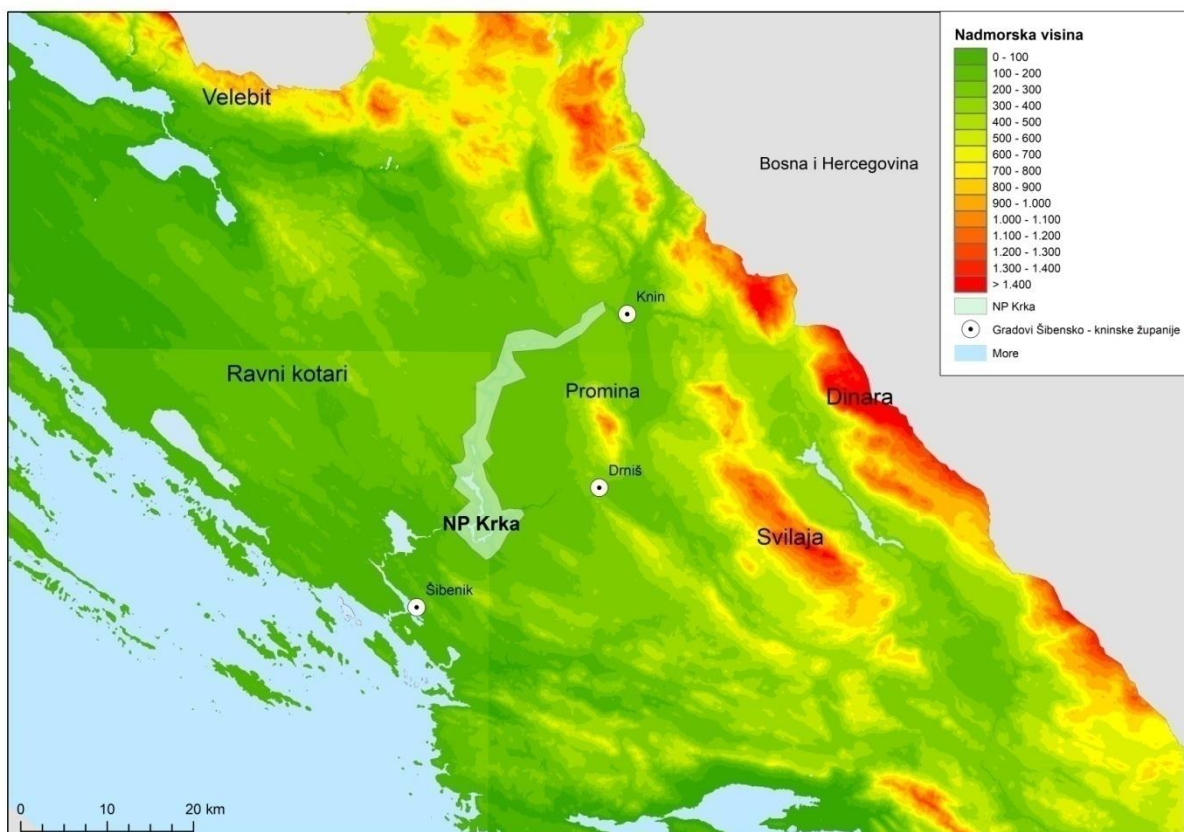 Velebit
Bosna i Hercegovina
Knin
Ravni kotari
Promina
Dinara
Drniš
NP Krka
Svilaja
Šibenik
0 10 20 km
Nadmorska visina
0 - 100
100 - 200
200 - 300
300 - 400
400 - 500
500 - 600
600 - 700
700 - 800
800 - 900
900 - 1.000
1.000 - 1.100
1.100 - 1.200
1.200 - 1.300
1.300 - 1.400
> 1.400
NP Krka
Gradovi Šibensko - kninske županije
More